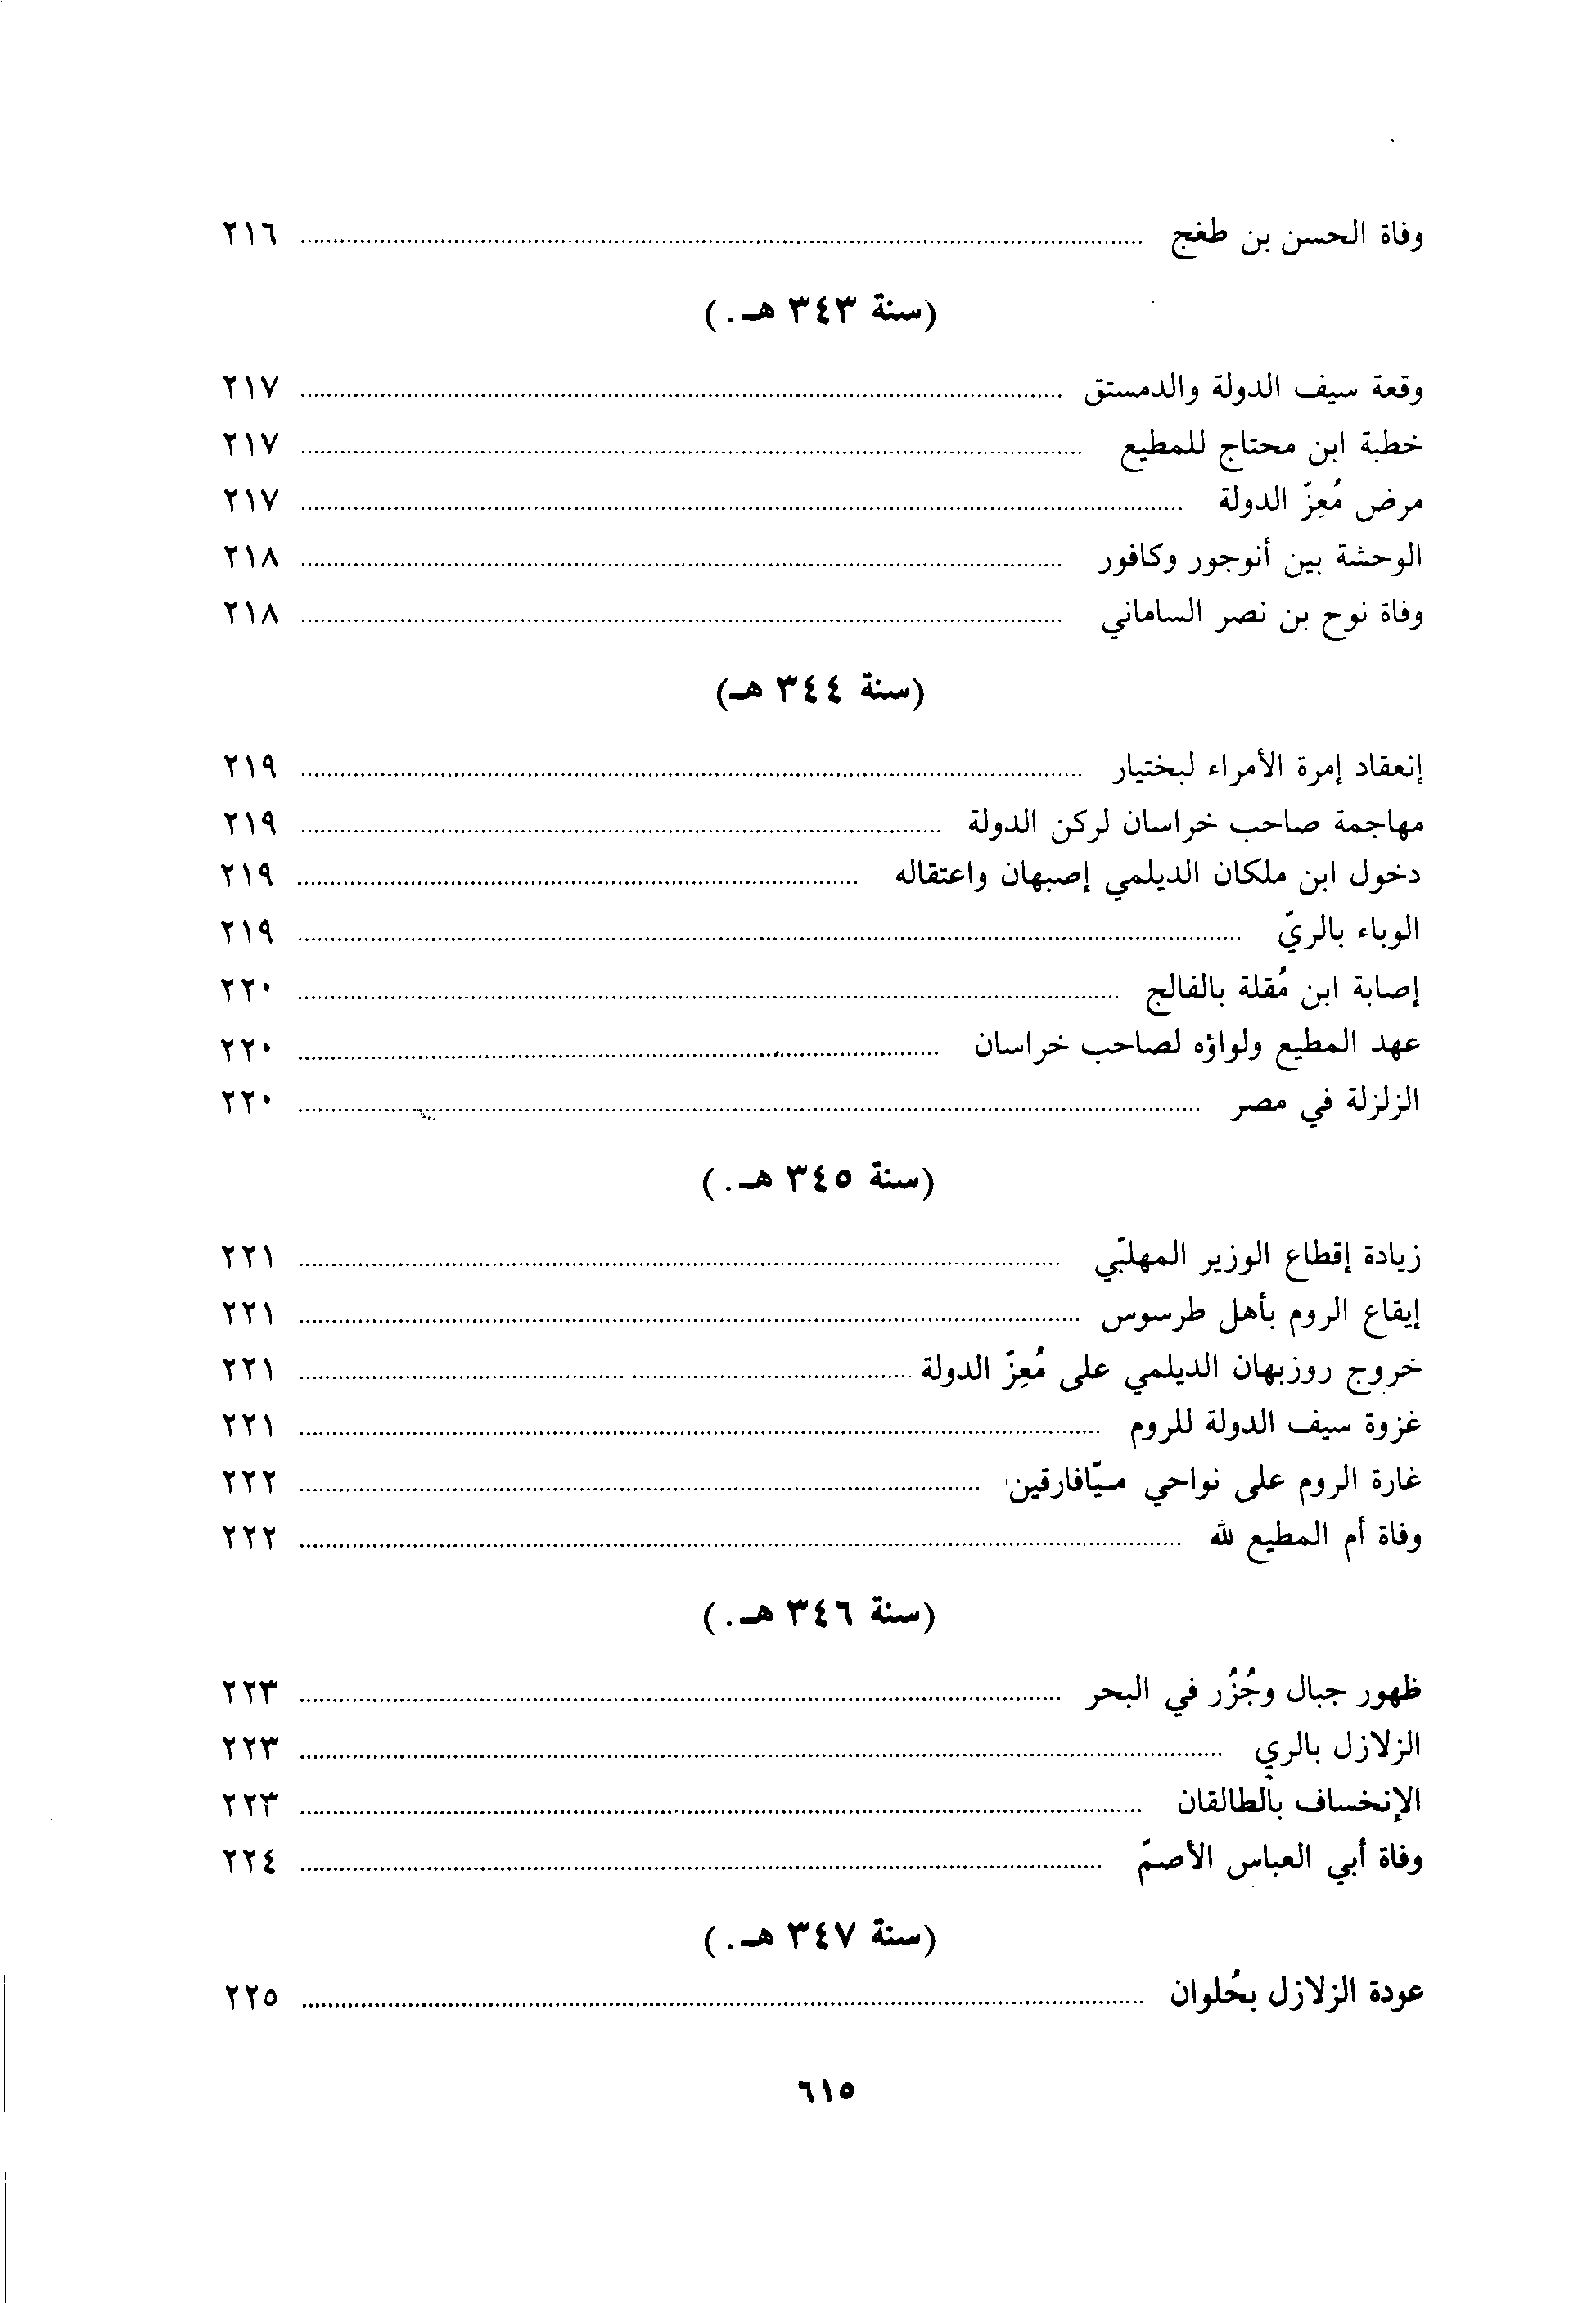 وفاة الحسن بن طغج ........ ٢١٦
(سنة ٣٤٣ هـ.)
وقعة سيف الدولة والدمستق ........ ٢١٧
خطبة ابن محتاج للمطيع ........ ٢١٧
مرض مُعِزّ الدولة ........ ٢١٧
الوحشة بين أنوجور وكافور ........ ٢١٨
وفاة نوح بن نصر الساماني ........ ٢١٨
(سنة ٣٤٤ هـ)
إنعقاد إمرة الأمراء لبختيار ........ ٢١٩
مهاجمة صاحب خراسان لركن الدولة ........ ٢١٩
دخول ابن ملكان الديلمي إصبهان واعتقاله ........ ٢١٩
الوباء بالريّ ........ ٢١٩
إصابة ابن مُقلة بالفالج ........ ٢٢٠
عهد المطيع ولواؤه لصاحب خراسان ........ ٢٢٠
الزلزلة في مصر ........ ٢٢٠
(سنة ٣٤٥ هـ.)
زيادة إقطاع الوزير المهلّبي ........ ٢٢١
إيقاع الروم بأهل طرسوس ........ ٢٢١
خروج روزبهان الديلمي على مُعِزّ الدولة ........ ٢٢١
غزوة سيف الدولة للروم ........ ٢٢١
غارة الروم على نواحي ميّافارقين ........ ٢٢٢
وفاة أم المطيع لله ........ ٢٢٢
(سنة ٣٤٦ هـ.)
ظهور جبال وجُزُر في البحر ........ ٢٢٣
الزلازل بالري ........ ٢٢٣
الإنخساف بالطالقان ........ ٢٢٣
وفاة أبي العباس الأصمّ ........ ٢٢٤
(سنة ٣٤٧ هـ.)
عودة الزلازل بحُلوان ........ ٢٢٥
٦١٥